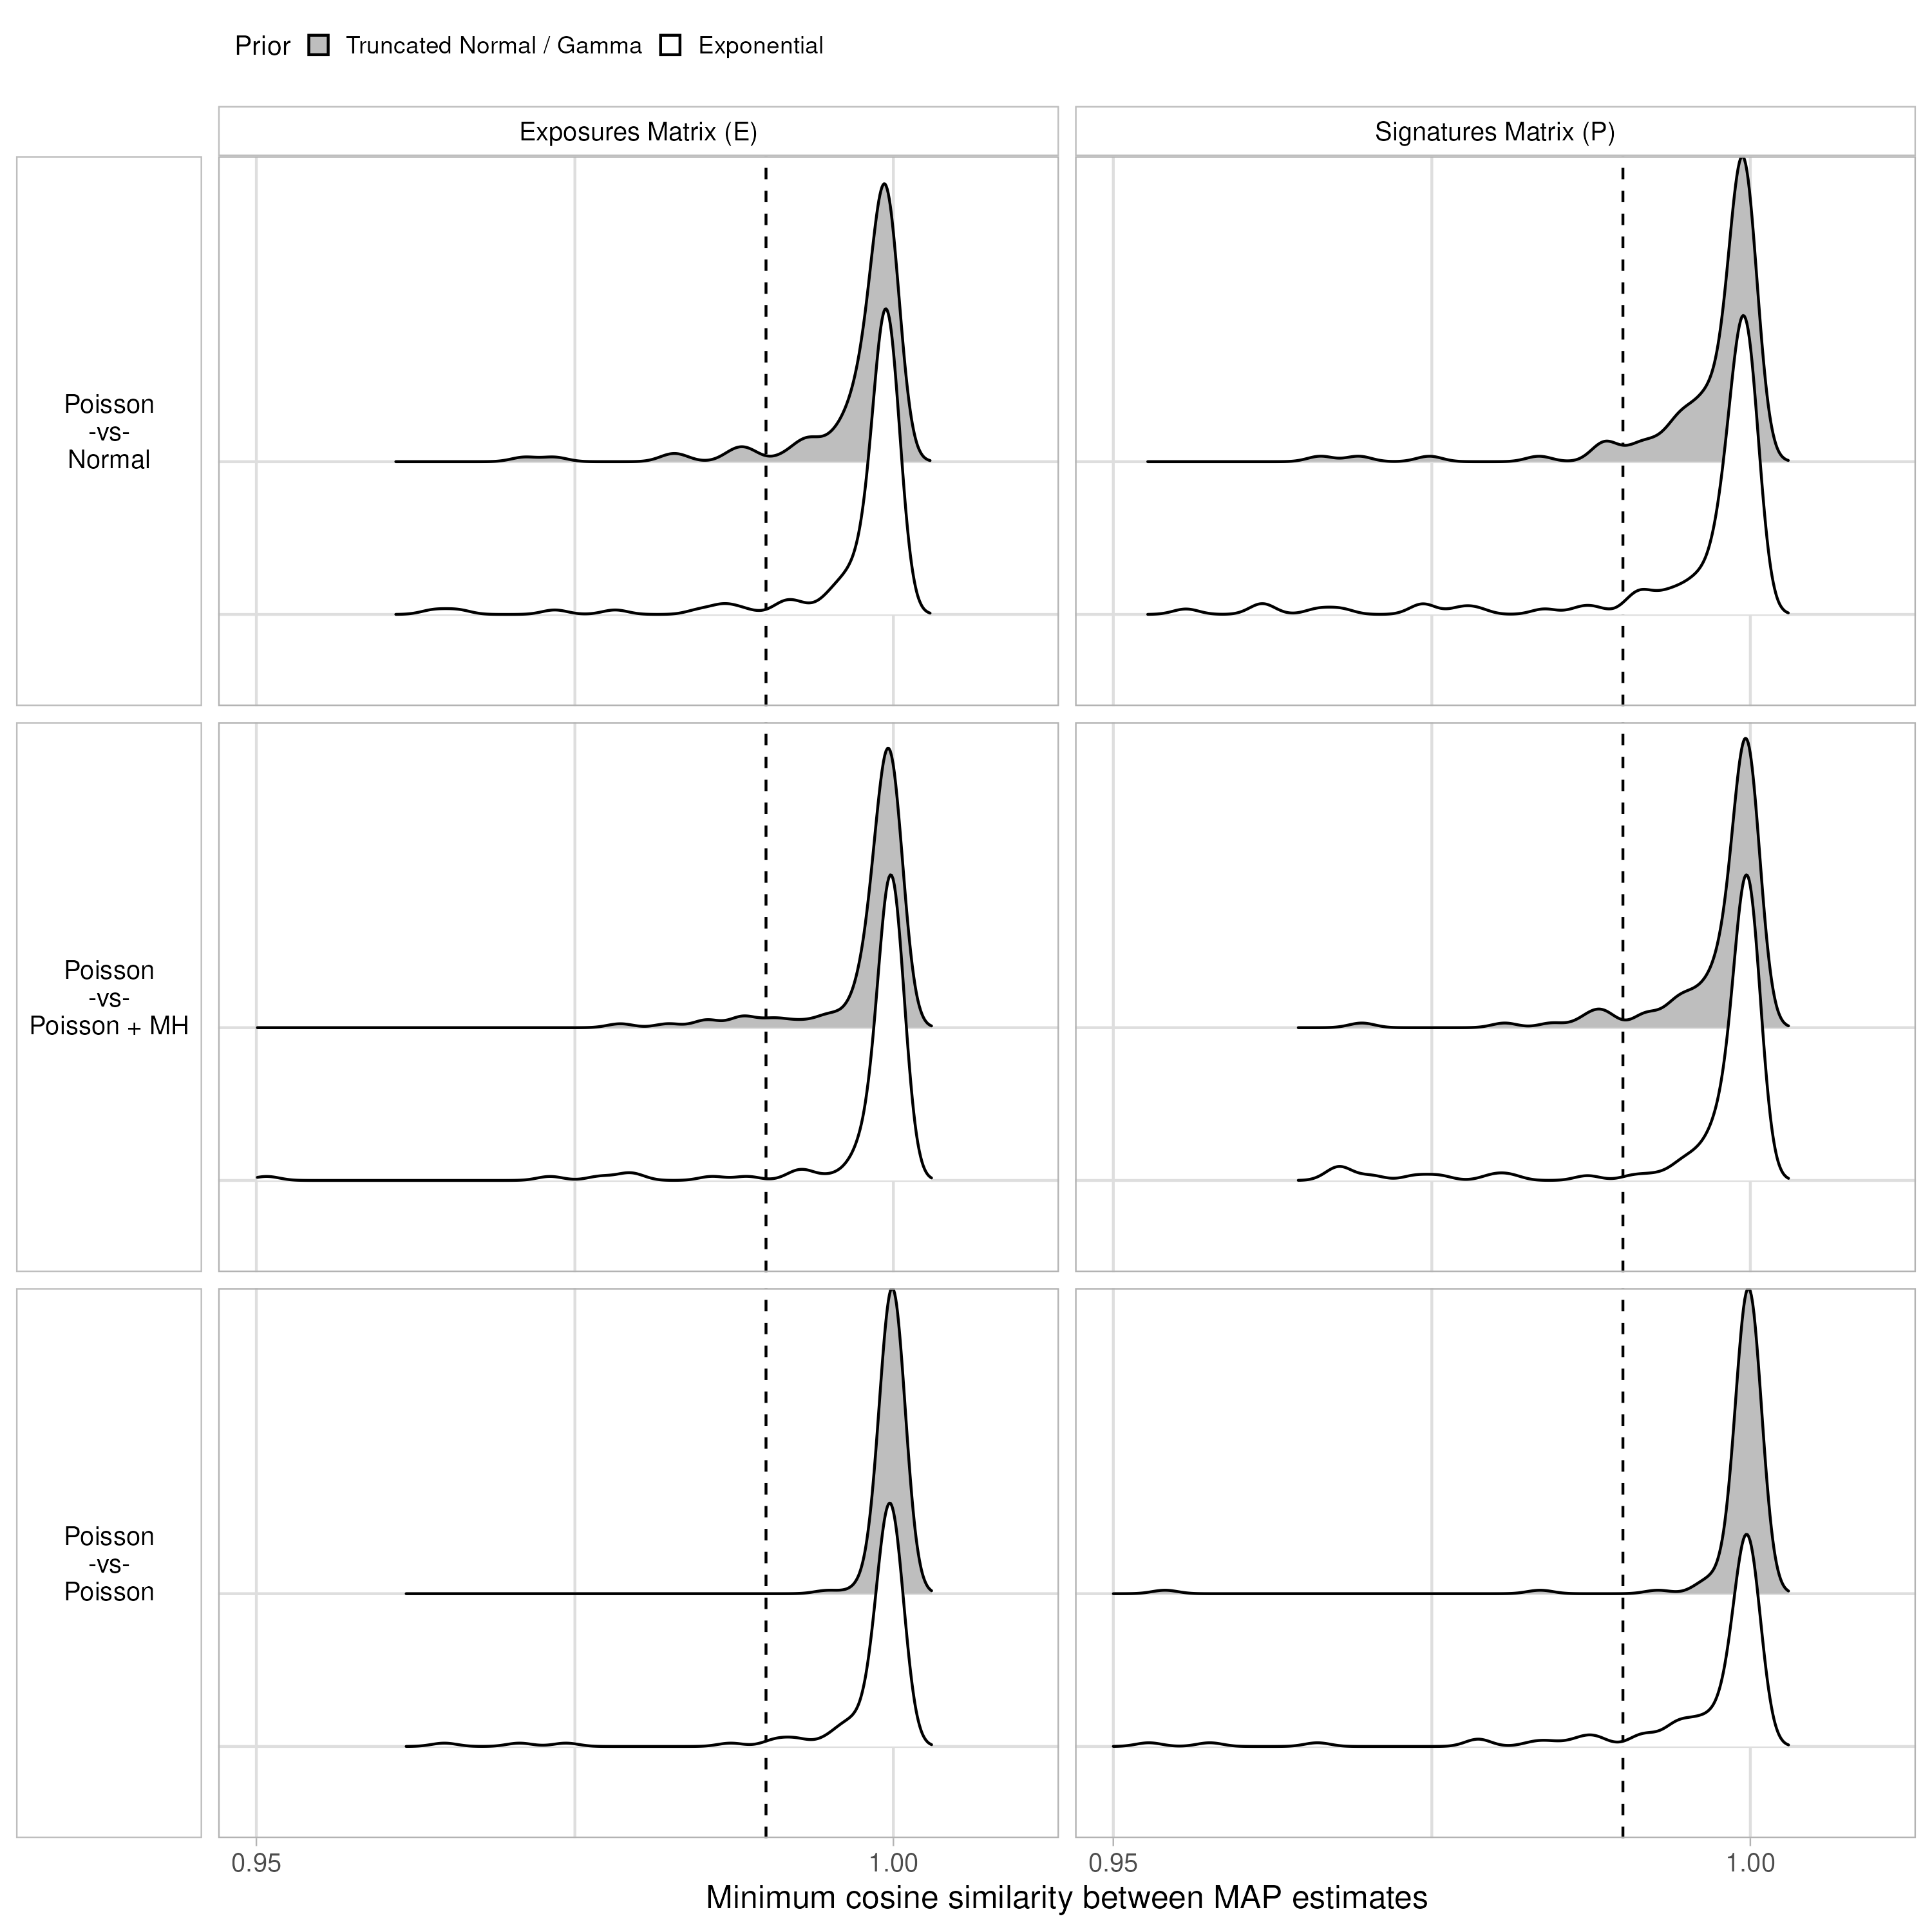 Prior Truncated Normal / Gamma Exponential
Exposures Matrix (E)
Signatures Matrix (P)
Poisson
-vs-
Normal
Poisson
-vs-
Poisson + MH
Poisson
-vs-
Poisson
0.95 1.00 0.95 1.00
Minimum cosine similarity between MAP estimates